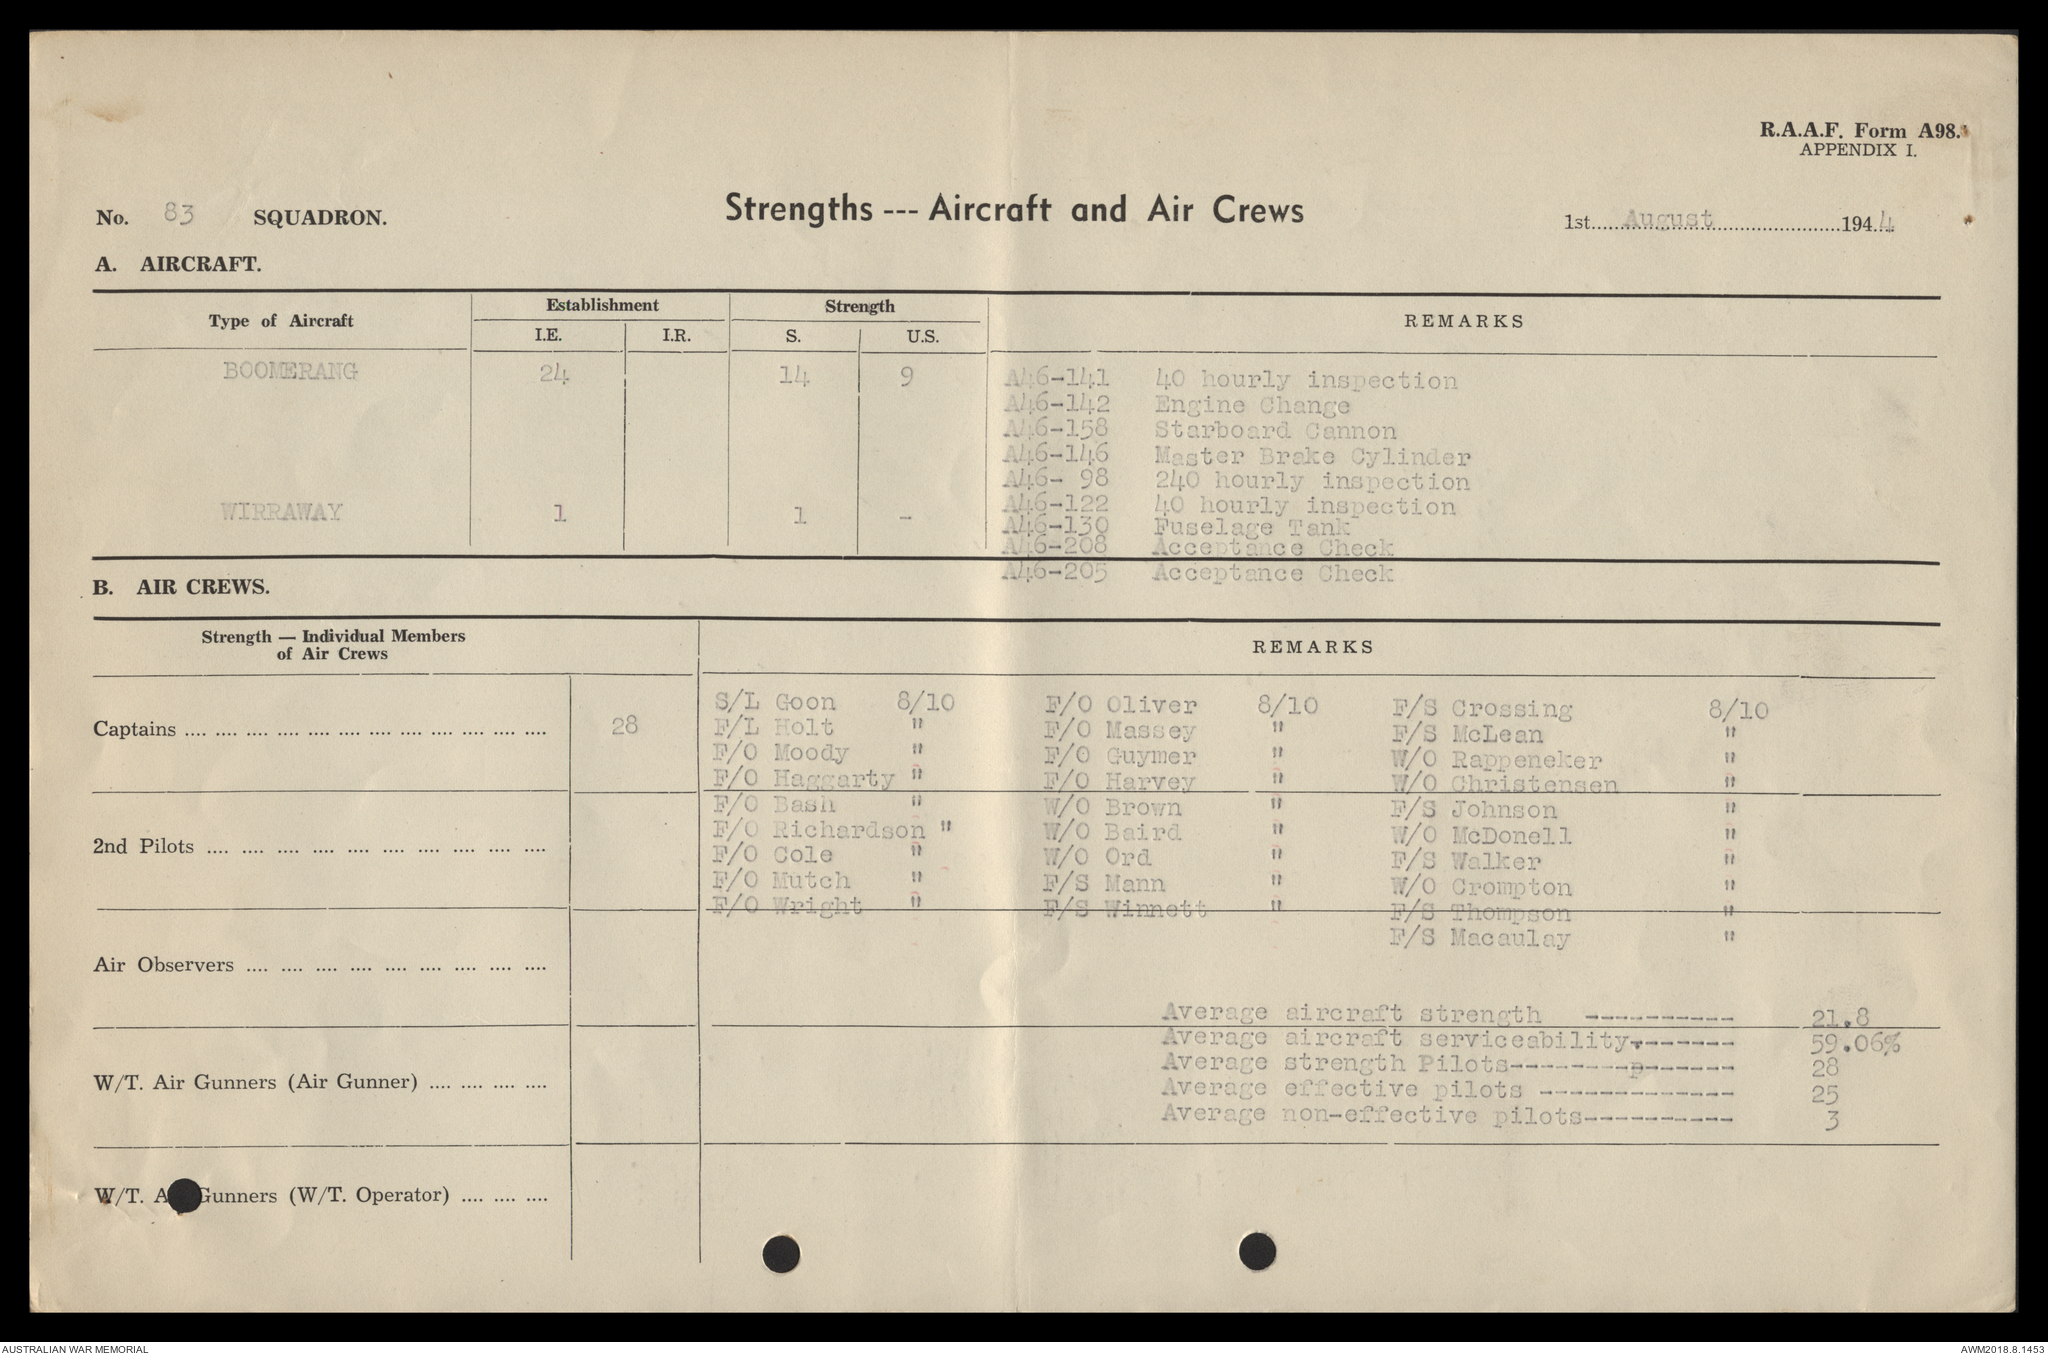 R.A.A.F. Form A98.
APPENDIX I.
No. 83 SQUADRON.
Strengths --- Aircraft and Air Crews
1st....August....1944
A. AIRCRAFT.
Type of Aircraft
Establishment
Strength
REMARKS
I.E. I.R. S. U.S.
BOOMERANG 24 14 9
A46-141 40 hourly inspection
A46-142 Engine Change
A46-158 Starboard Cannon
A46-146 Master Brake Cylinder
A46- 98 240 hourly inspection
A46-122 40 hourly inspection
WIRRAWAY 1 1 -
A46-130 Fuselage Tank
A46-208 Acceptance Check
A46-205 Acceptance Check
B. AIR CREWS.
Strength — Individual Members
of Air Crews
REMARKS
Captains .... .... .... .... .... .... .... .... .... .... .... .... 28
2nd Pilots .... .... .... .... .... .... .... .... .... ....
Air Observers .... .... .... .... .... .... .... .... ....
W/T. Air Gunners (Air Gunner) .... .... .... ....
W/T. A Gunners (W/T. Operator) .... .... ....
S/L Goon 8/10 F/O Oliver 8/10 F/S Crossing 8/10
F/L Holt " F/O Massey " F/S McLean "
F/O Moody " F/O Guymer " W/O Rappeneker "
F/O Haggarty " F/O Harvey " W/O Christensen "
F/O Bash " W/O Brown " F/S Johnson "
F/O Richardson " W/O Baird " W/O McDonell "
F/O Cole " W/O Ord " F/S Walker "
F/O Mutch " F/S Mann " W/O Crompton "
F/O Wright " F/S Winnett " F/S Thompson "
F/S Macaulay "
Average aircraft strength ---------- 21.8
Average aircraft serviceability.------- 59.06%
Average strength Pilots--------p------ 28
Average effective pilots ------------- 25
Average non-effective pilots---------- 3
AUSTRALIAN WAR MEMORIAL
AWM2018.8.1453